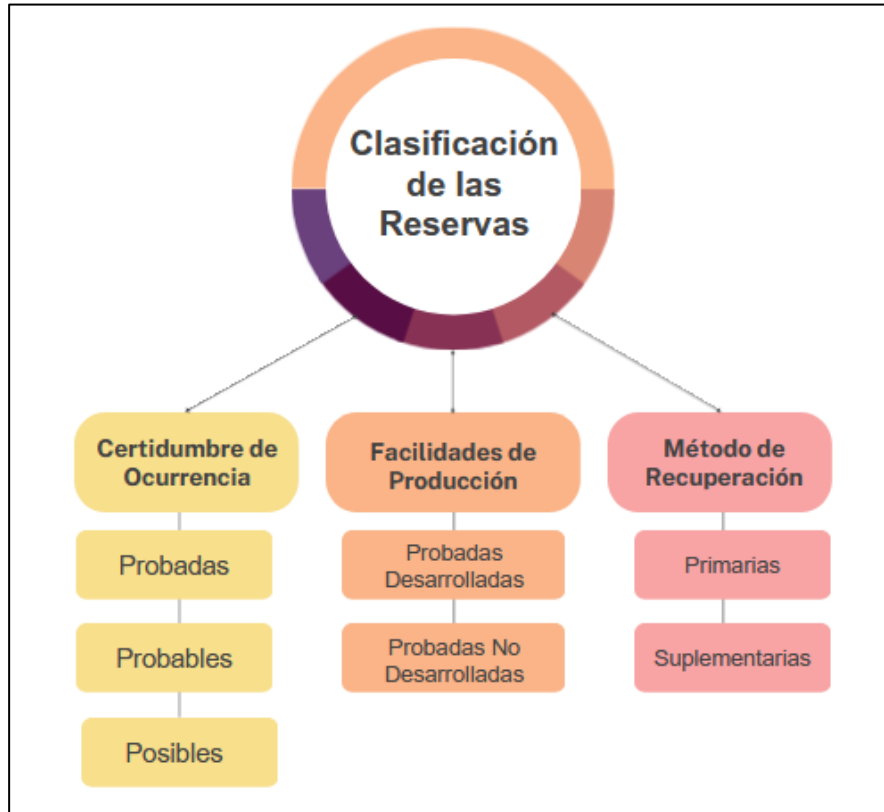 Clasificación
de las
Reservas
Certidumbre de
Ocurrencia
Probadas
Probables
Posibles
Facilidades de
Producción
Probadas
Desarrolladas
Probadas No
Desarrolladas
Método de
Recuperación
Primarias
Suplementarias